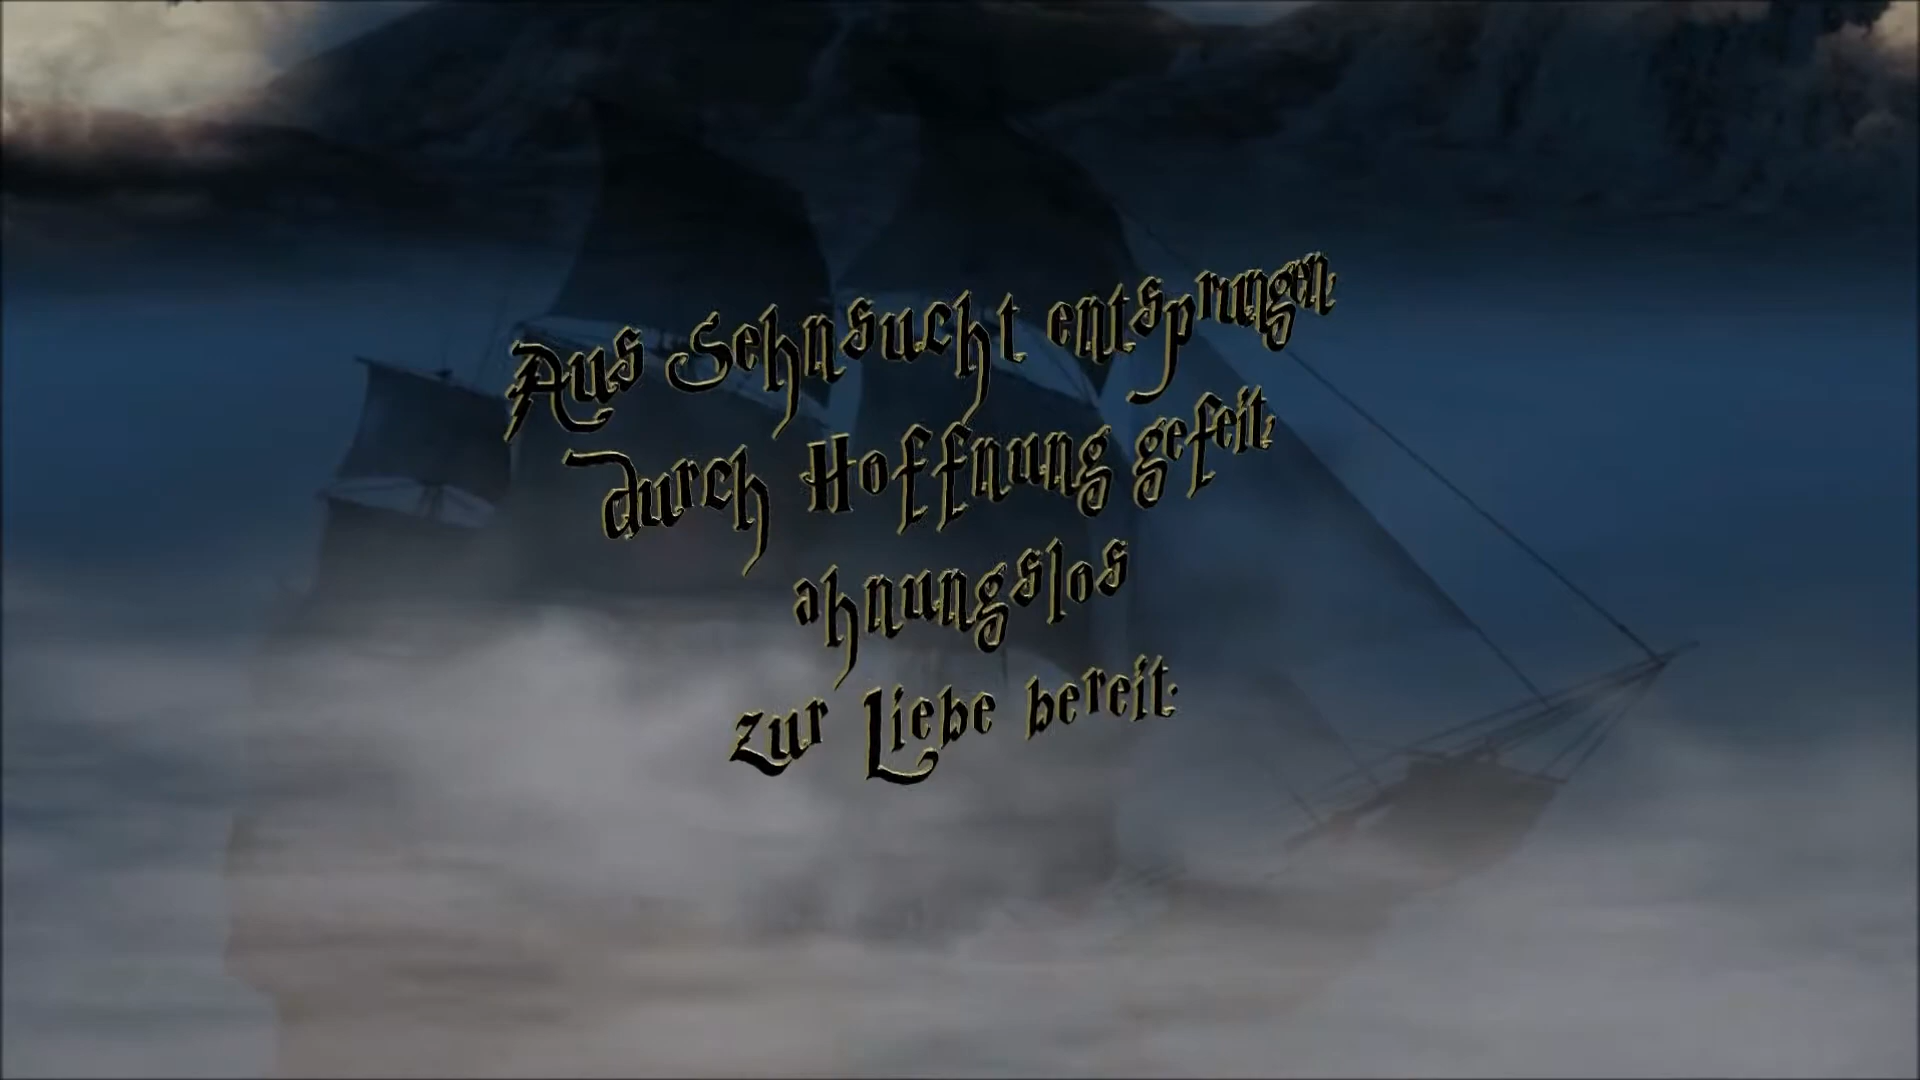 Aus Sehnsucht entsprungen,
durch Hoffnung gefeit,
ahnungslos
zur Liebe bereit.